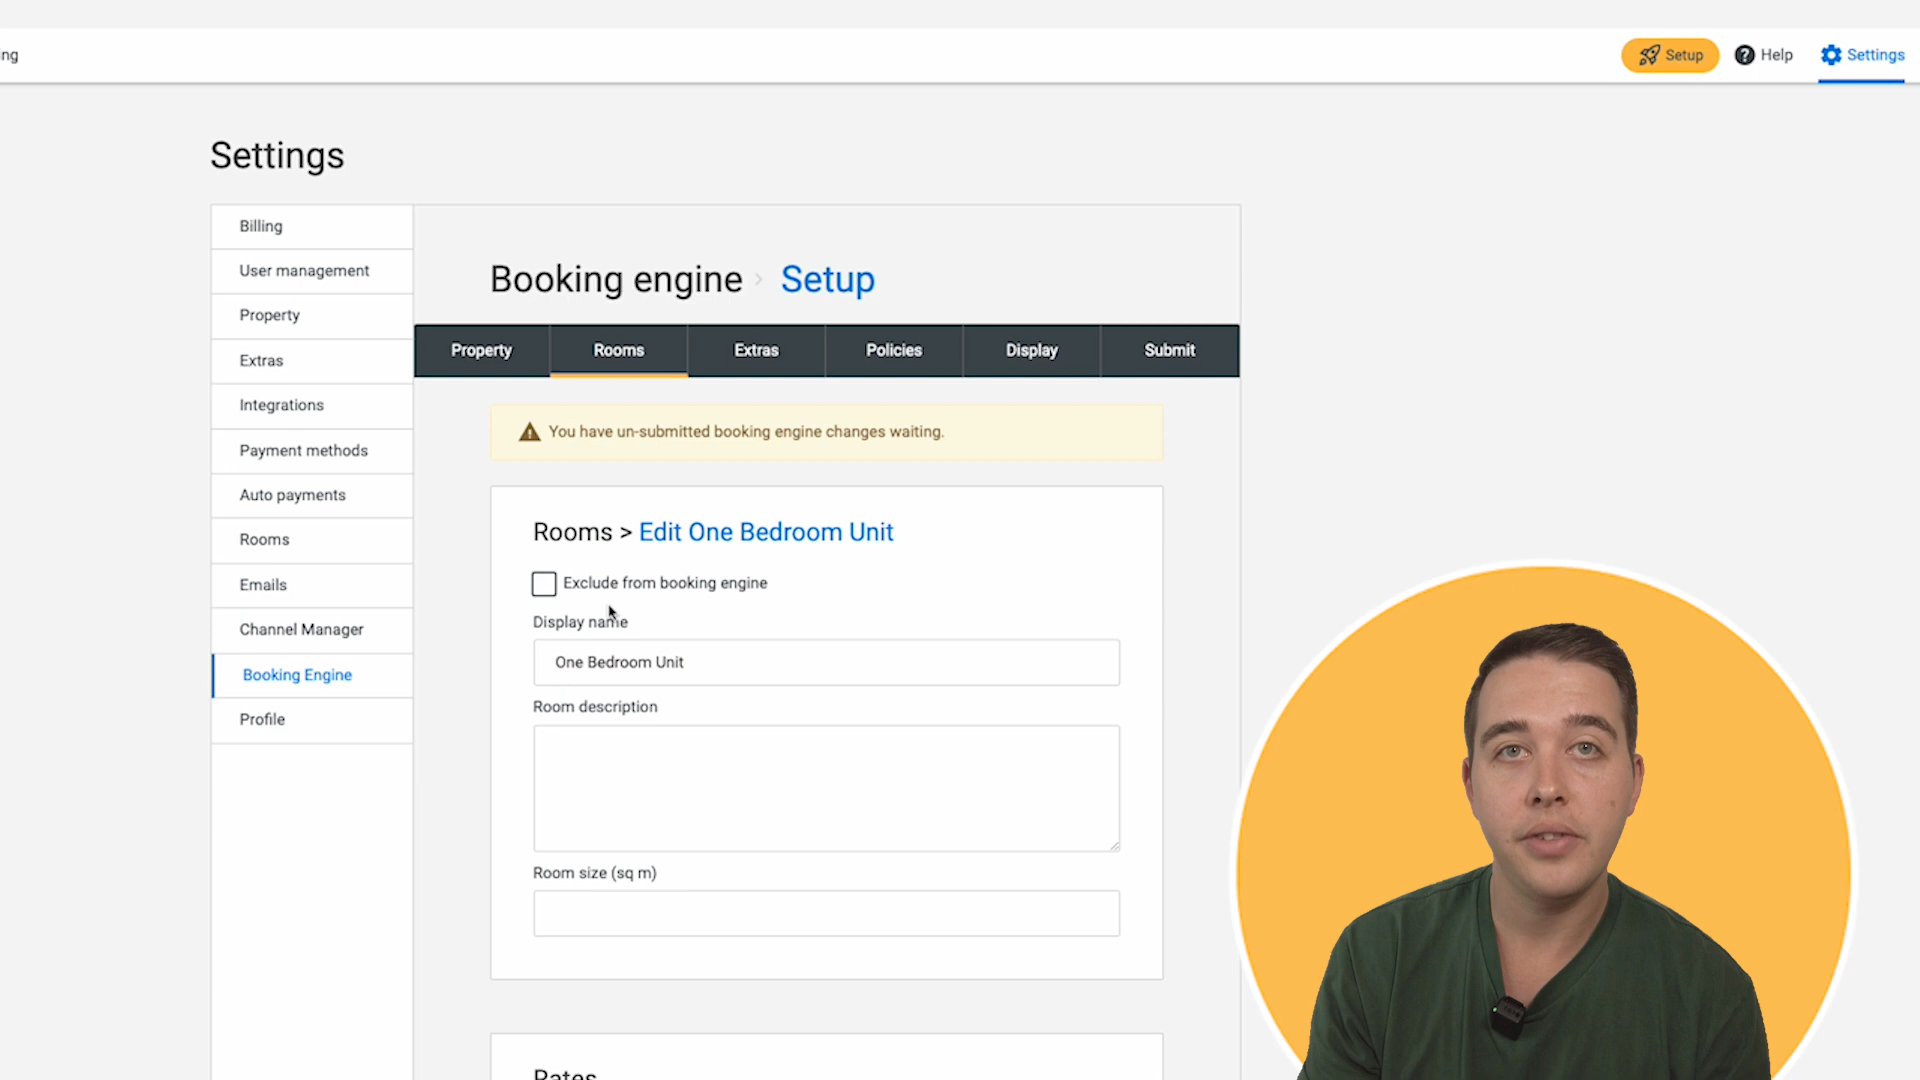 ing
Setup
Help
Settings
Settings
Billing
User management
Property
Extras
Integrations
Payment methods
Auto payments
Rooms
Emails
Channel Manager
Booking Engine
Profile
Booking engine › Setup
Property
Rooms
Extras
Policies
Display
Submit
You have un-submitted booking engine changes waiting.
Rooms > Edit One Bedroom Unit
Exclude from booking engine
Display name
One Bedroom Unit
Room description
Room size (sq m)
Rates